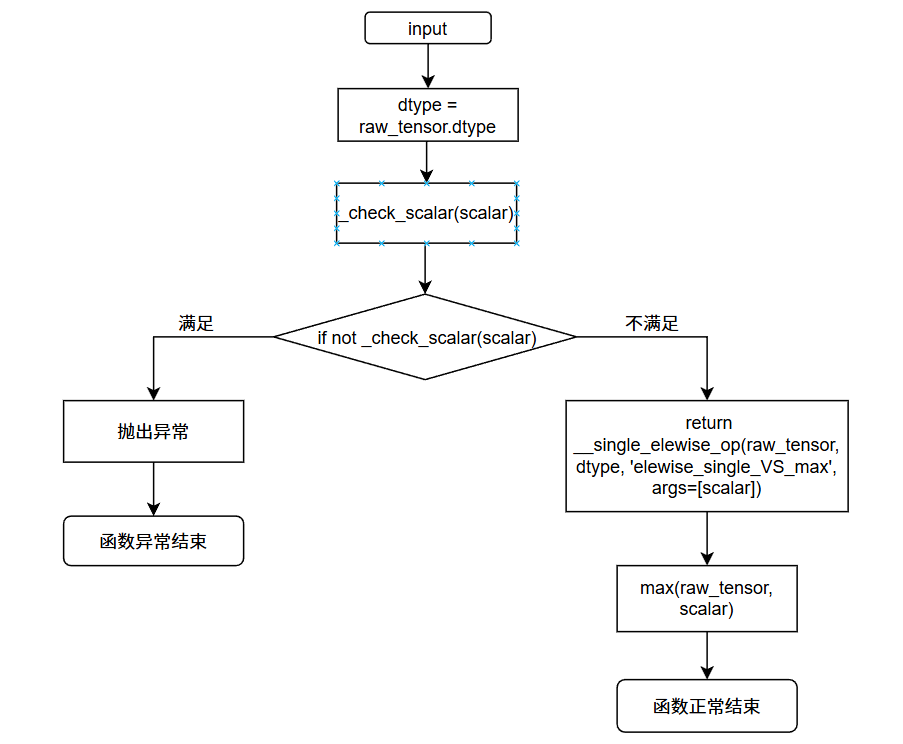 input
dtype =
raw_tensor.dtype
_check_scalar(scalar)
if not _check_scalar(scalar)
满足
不满足
抛出异常
函数异常结束
return
__single_elewise_op(raw_tensor,
dtype, 'elewise_single_VS_max',
args=[scalar])
max(raw_tensor,
scalar)
函数正常结束